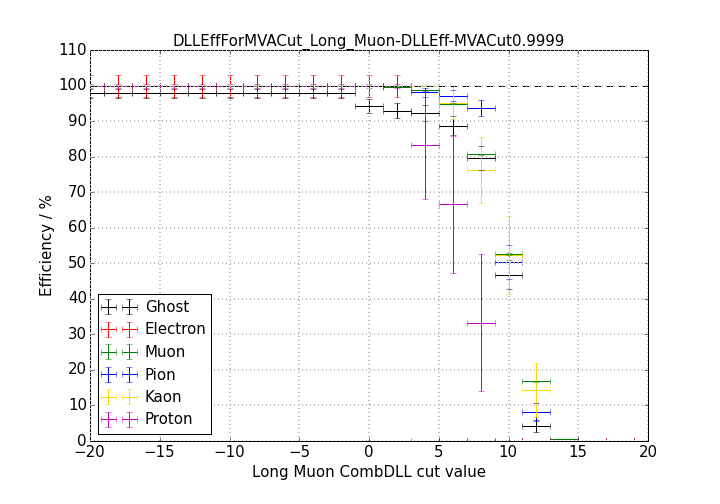 DLLEffForMVACut_Long_Muon-DLLEff-MVACut0.9999
110
100
90
80
70
60
50
40
30
20
10
0
Efficiency / %
Ghost
Electron
Muon
Pion
Kaon
Proton
−20 −15 −10 −5 0 5 10 15 20
Long Muon CombDLL cut value